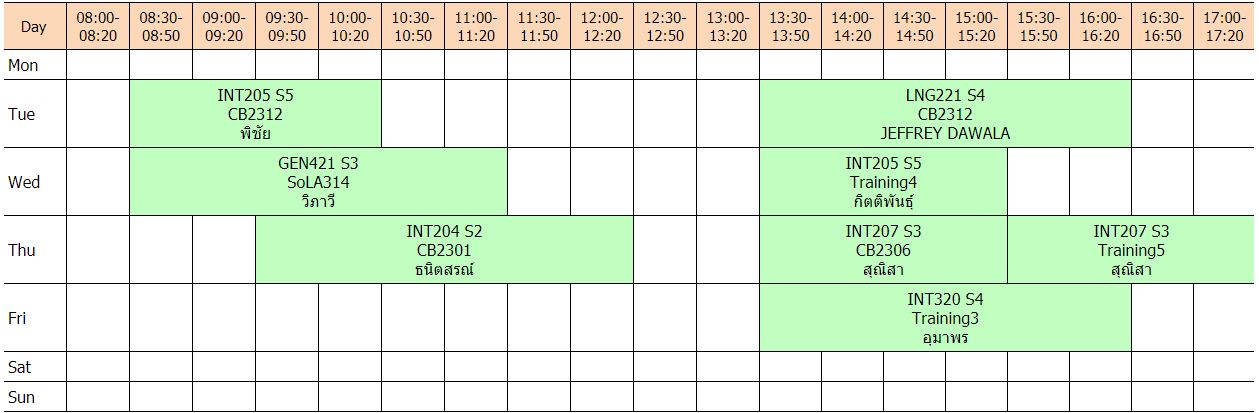 Day
08:00-
08:20
08:30-
08:50
09:00-
09:20
09:30-
09:50
10:00-
10:20
10:30-
10:50
11:00-
11:20
11:30-
11:50
12:00-
12:20
12:30-
12:50
13:00-
13:20
13:30-
13:50
14:00-
14:20
14:30-
14:50
15:00-
15:20
15:30-
15:50
16:00-
16:20
16:30-
16:50
17:00-
17:20
Mon
Tue
INT205 S5
CB2312
พิชัย
LNG221 S4
CB2312
JEFFREY DAWALA
Wed
GEN421 S3
SoLA314
วิภาวี
INT205 S5
Training4
กิตติพันธุ์
Thu
INT204 S2
CB2301
ธนิตสรณ์
INT207 S3
CB2306
สุณิสา
INT207 S3
Training5
สุณิสา
Fri
INT320 S4
Training3
อุมาพร
Sat
Sun